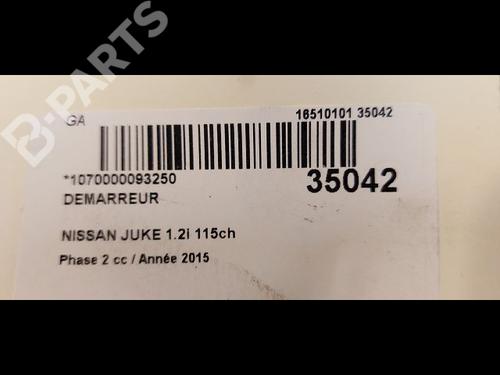 B-PARTS
GA
16510101 35042
*1070000093250
35042
DEMARREUR
NISSAN JUKE 1.2i 115ch
Phase 2 cc / Année 2015